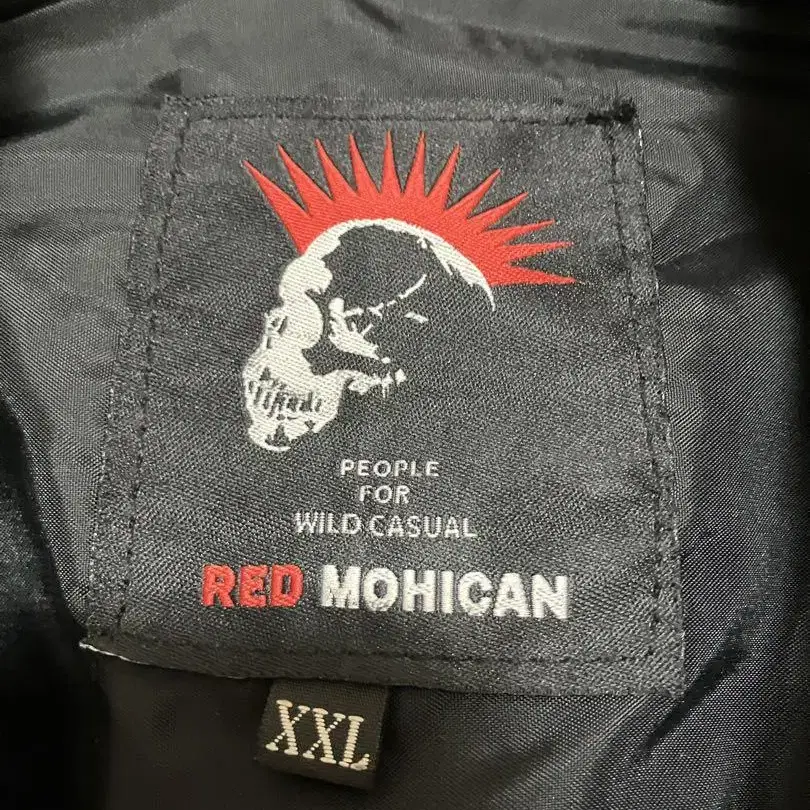 PEOPLE
FOR
WILD CASUAL
RED MOHICAN
XXL